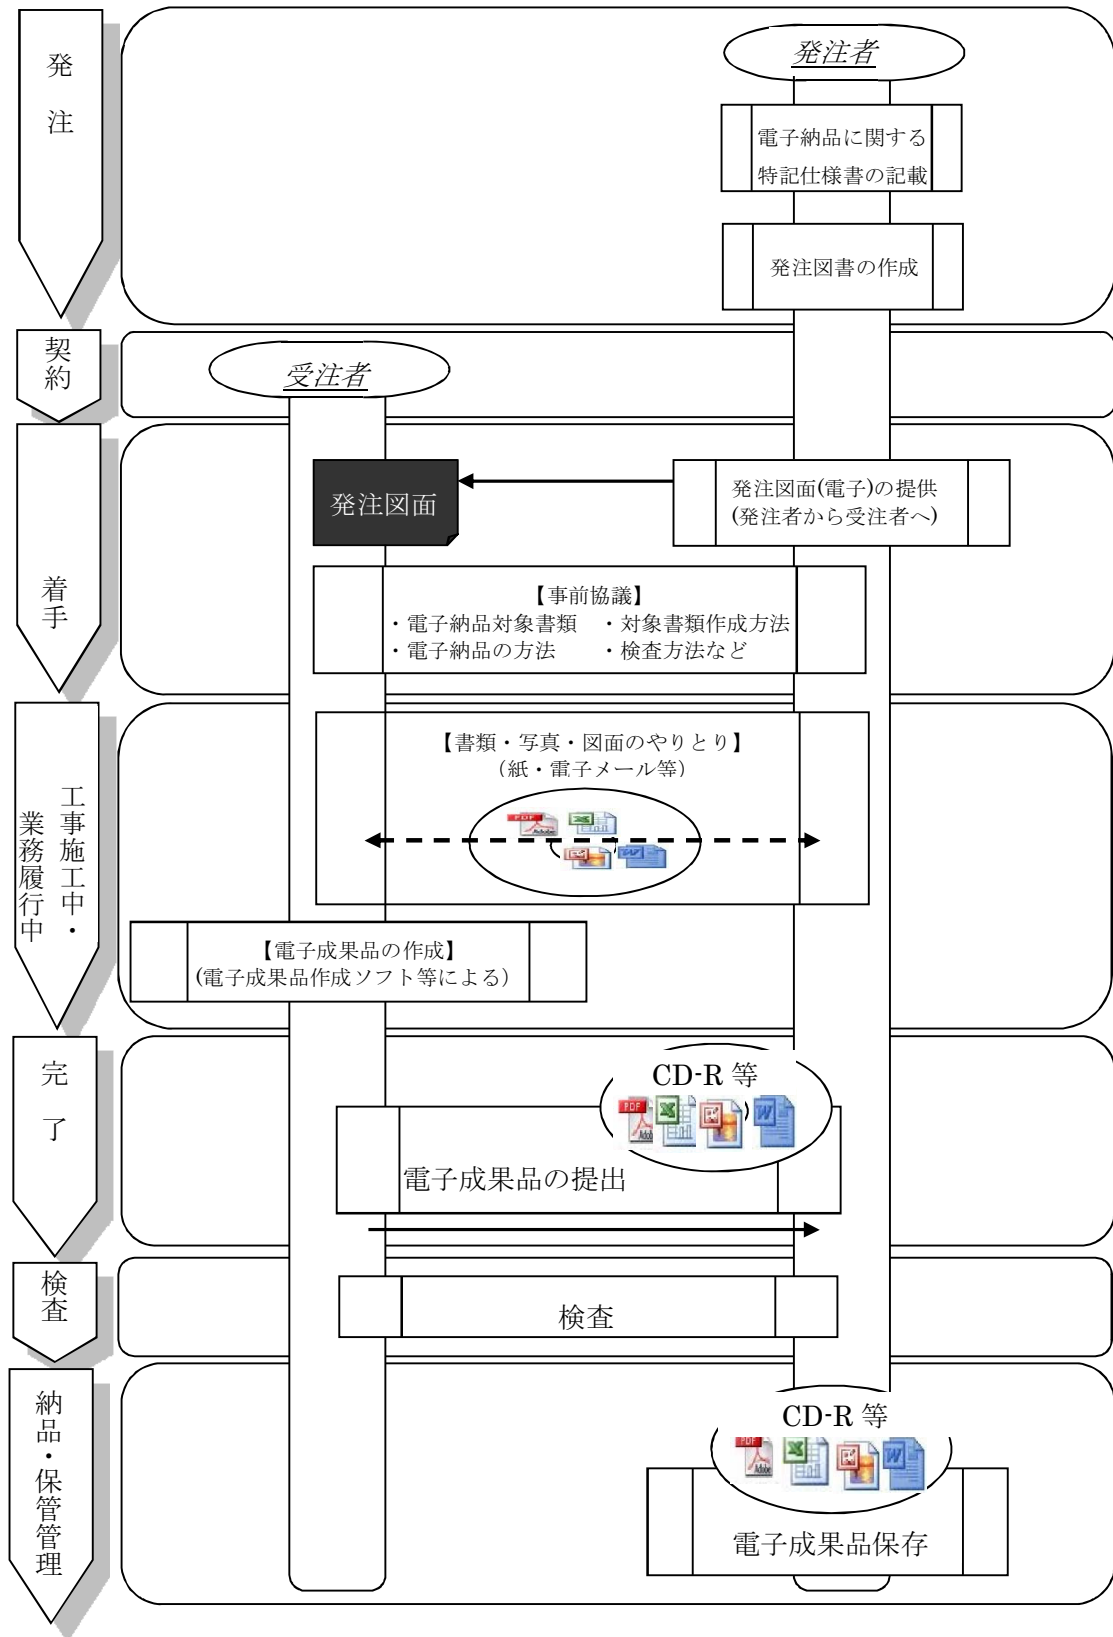 発注
発注者
電子納品に関する
特記仕様書の記載
発注図書の作成
契約
受注者
着手
発注図面
発注図面(電子)の提供
(発注者から受注者へ)
【事前協議】
・電子納品対象書類 ・対象書類作成方法
・電子納品の方法 ・検査方法など
工事施工中・
業務履行中
【書類・写真・図面のやりとり】
（紙・電子メール等）
PDF
Adobe
【電子成果品の作成】
(電子成果品作成ソフト等による）
完了
CD-R 等
PDF
Adob
W
電子成果品の提出
検査
検査
納品・保管管理
CD-R 等
PDF
Adobe
W
電子成果品保存